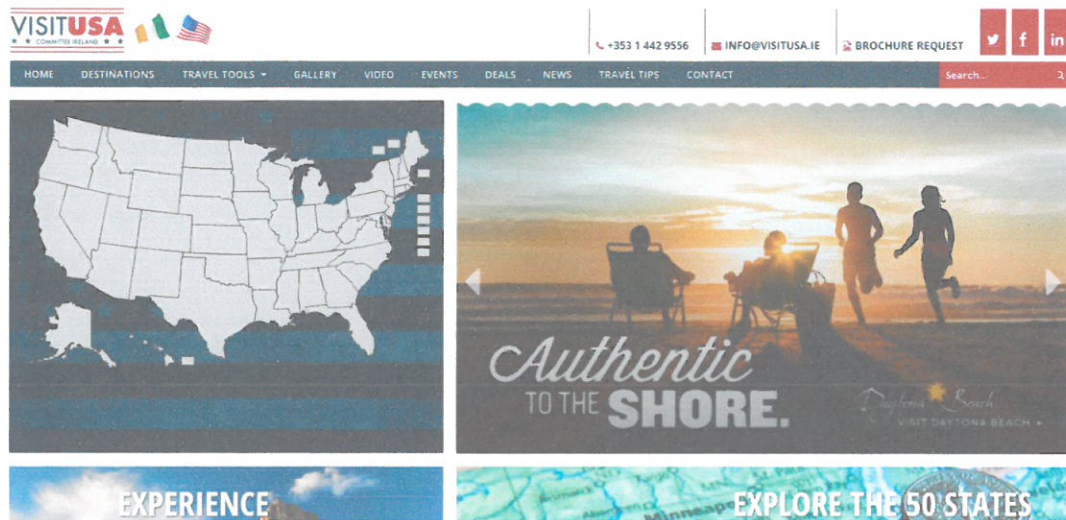 VISITUSA
COMMITTEE IRELAND
+353 1 442 9556
INFO@VISITUSA.IE
BROCHURE REQUEST
HOME DESTINATIONS TRAVEL TOOLS GALLERY VIDEO EVENTS DEALS NEWS TRAVEL TIPS CONTACT
Search...
Authentic
TO THE SHORE.
Daytona Beach
VISIT DAYTONA BEACH
EXPERIENCE
EXPLORE THE 50 STATES
Minneapo